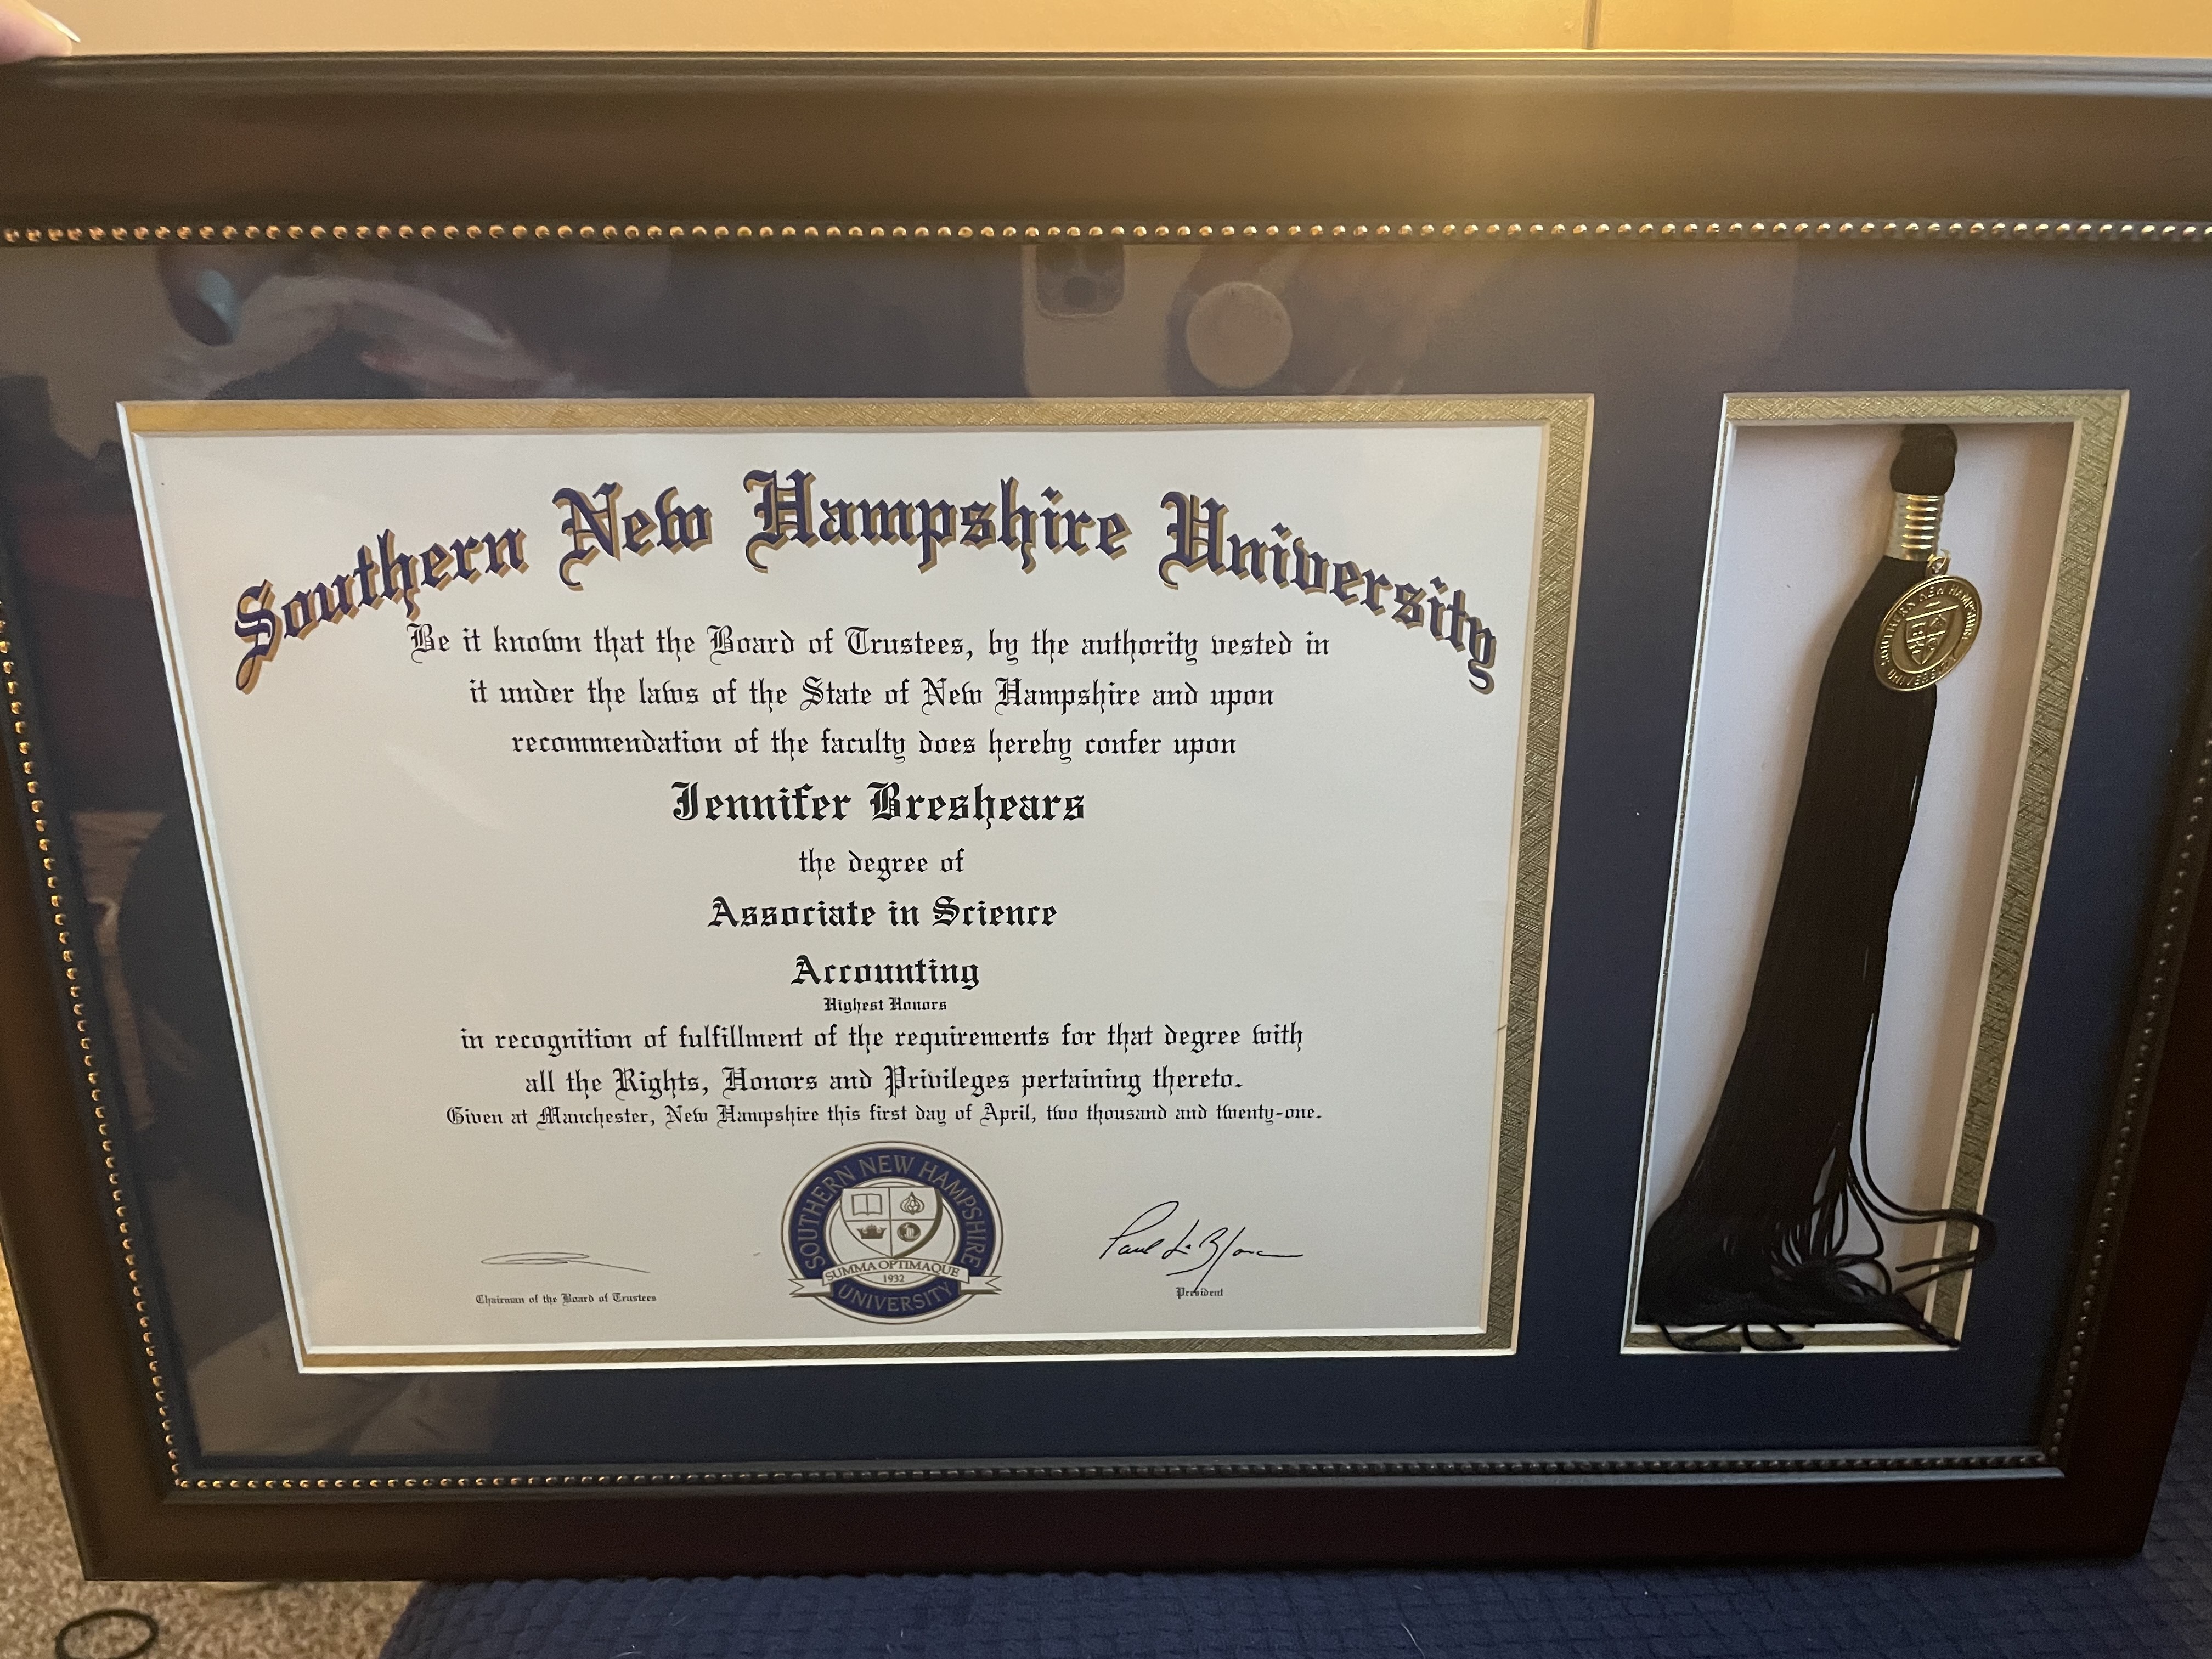 Southern New Hampshire University
Be it known that the Board of Trustees, by the authority vested in
it under the laws of the State of New Hampshire and upon
recommendation of the faculty does hereby confer upon
Jennifer Breshears
the degree of
Associate in Science
Accounting
Highest Honors
in recognition of fulfillment of the requirements for that degree with
all the Rights, Honors and Privileges pertaining thereto.
Given at Manchester, New Hampshire this first day of April, two thousand and twenty-one.
SOUTHERN NEW HAMPSHIRE
SUMMA OPTIMAQUE
1932
UNIVERSITY
Chairman of the Board of Trustees
Paul
President
SOUTHERN NEW HAMPSHIRE
UNIVERSITY